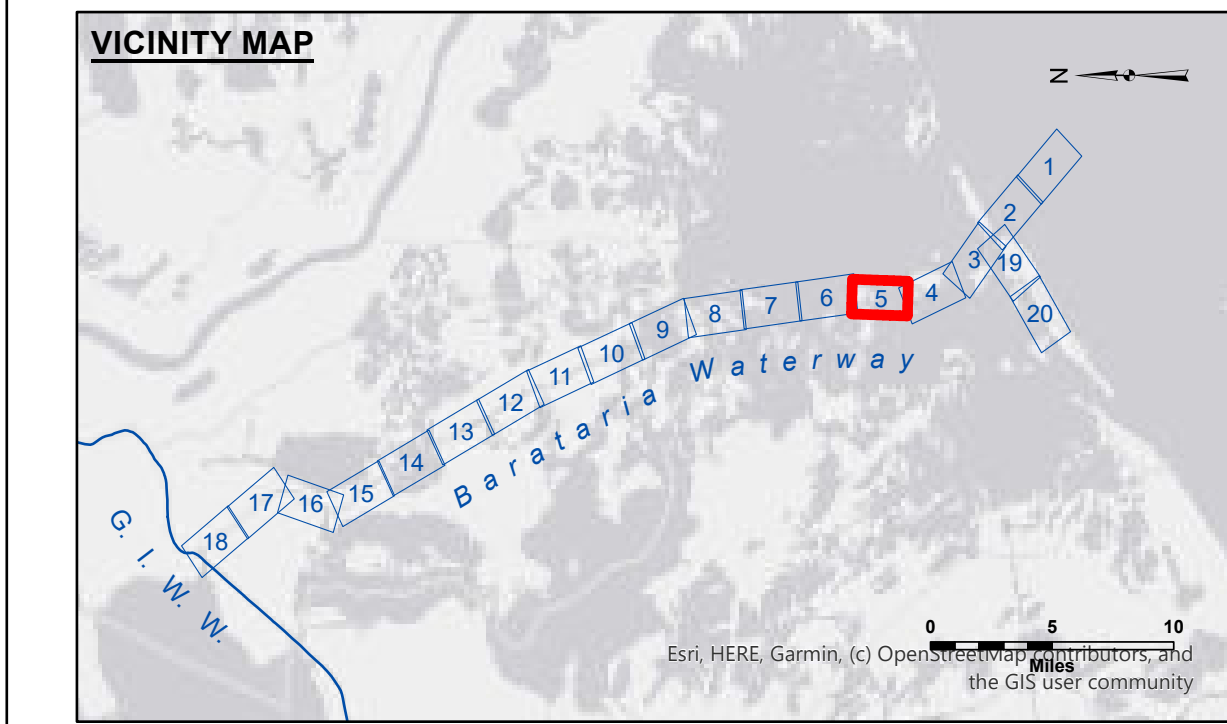 VICINITY MAP
N
1
2
3
19
4
20
5
6
7
8
9
10
11
12
13
14
15
16
17
18
Barataria Waterway
G. I. W. W.
0 5 10
Miles
Esri, HERE, Garmin, (c) OpenStreetMap contributors, and
the GIS user community